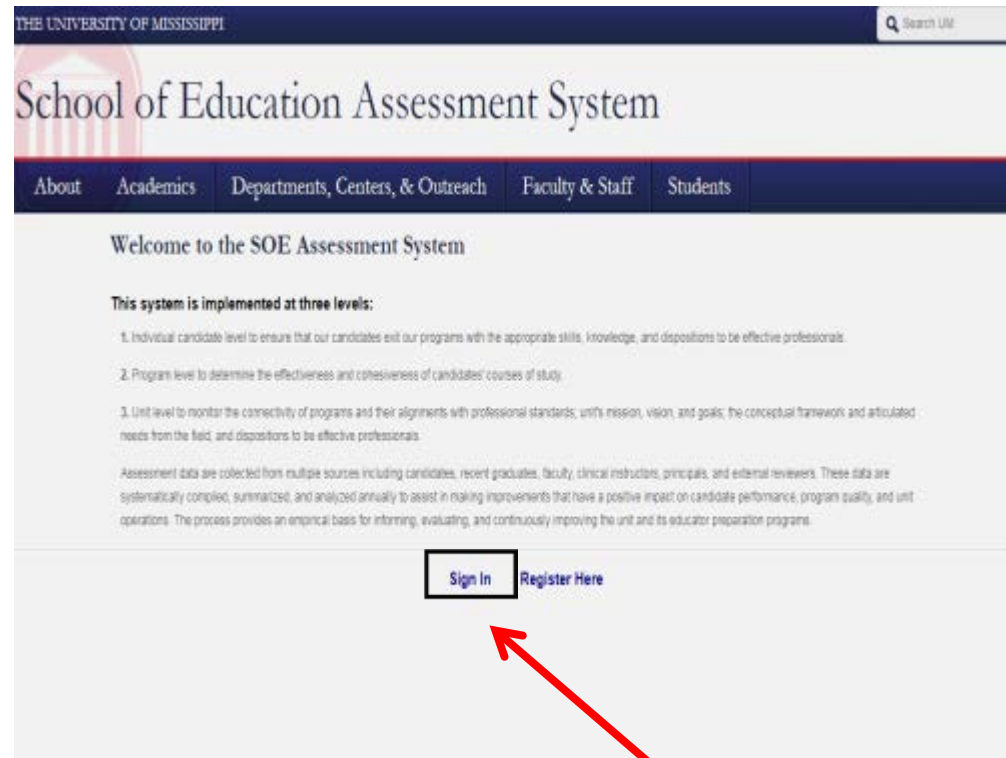 THE UNIVERSITY OF MISSISSIPPI
Search UM
School of Education Assessment System
About Academics Departments, Centers, & Outreach Faculty & Staff Students
Welcome to the SOE Assessment System
This system is implemented at three levels:
1. Individual candidate level to ensure that our candidates exit our programs with the appropriate skills, knowledge, and dispositions to be effective professionals.
2. Program level to determine the effectiveness and cohesiveness of candidates' courses of study.
3. Unit level to monitor the connectivity of programs and their alignments with professional standards; unit's mission, vision, and goals; the conceptual framework and articulated
needs from the field; and dispositions to be effective professionals.
Assessment data are collected from multiple sources including candidates, recent graduates, faculty, clinical instructors, principals, and external reviewers. These data are
systematically compiled, summarized, and analyzed annually to assist in making improvements that have a positive impact on candidate performance, program quality, and unit
operations. The process provides an empirical basis for informing, evaluating, and continuously improving the unit and its educator preparation programs.
Sign In Register Here